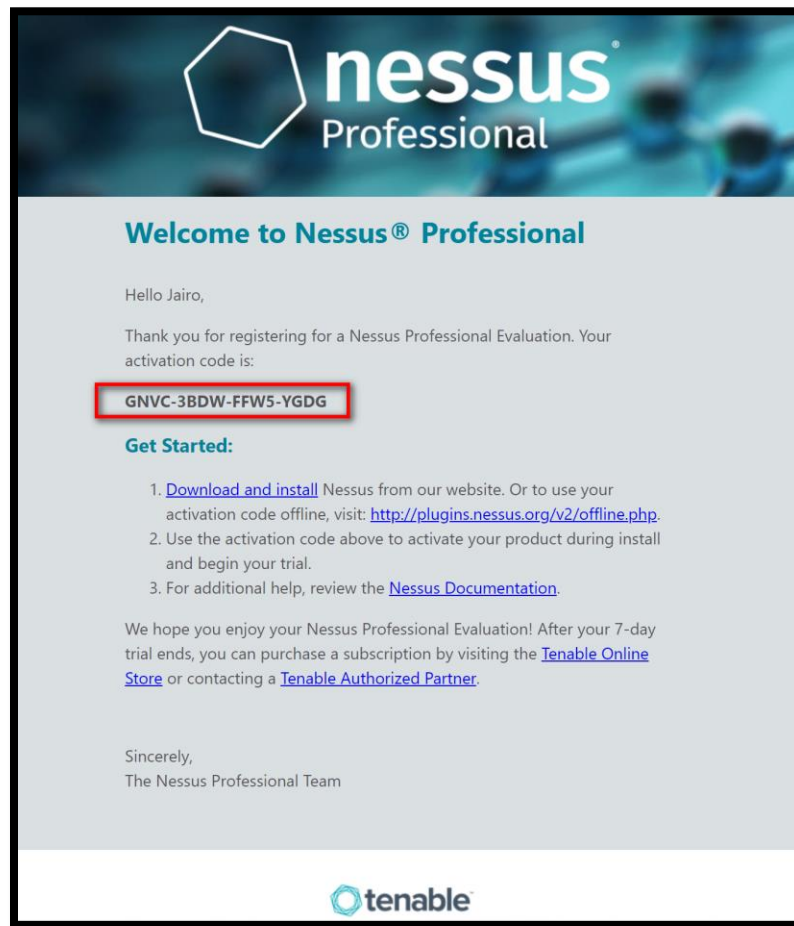 nessus®
Professional
Welcome to Nessus® Professional
Hello Jairo,
Thank you for registering for a Nessus Professional Evaluation. Your
activation code is:
GNVC-3BDW-FFW5-YGDG
Get Started:
1. Download and install Nessus from our website. Or to use your
activation code offline, visit: http://plugins.nessus.org/v2/offline.php.
2. Use the activation code above to activate your product during install
and begin your trial.
3. For additional help, review the Nessus Documentation.
We hope you enjoy your Nessus Professional Evaluation! After your 7-day
trial ends, you can purchase a subscription by visiting the Tenable Online
Store or contacting a Tenable Authorized Partner.
Sincerely,
The Nessus Professional Team
tenable™